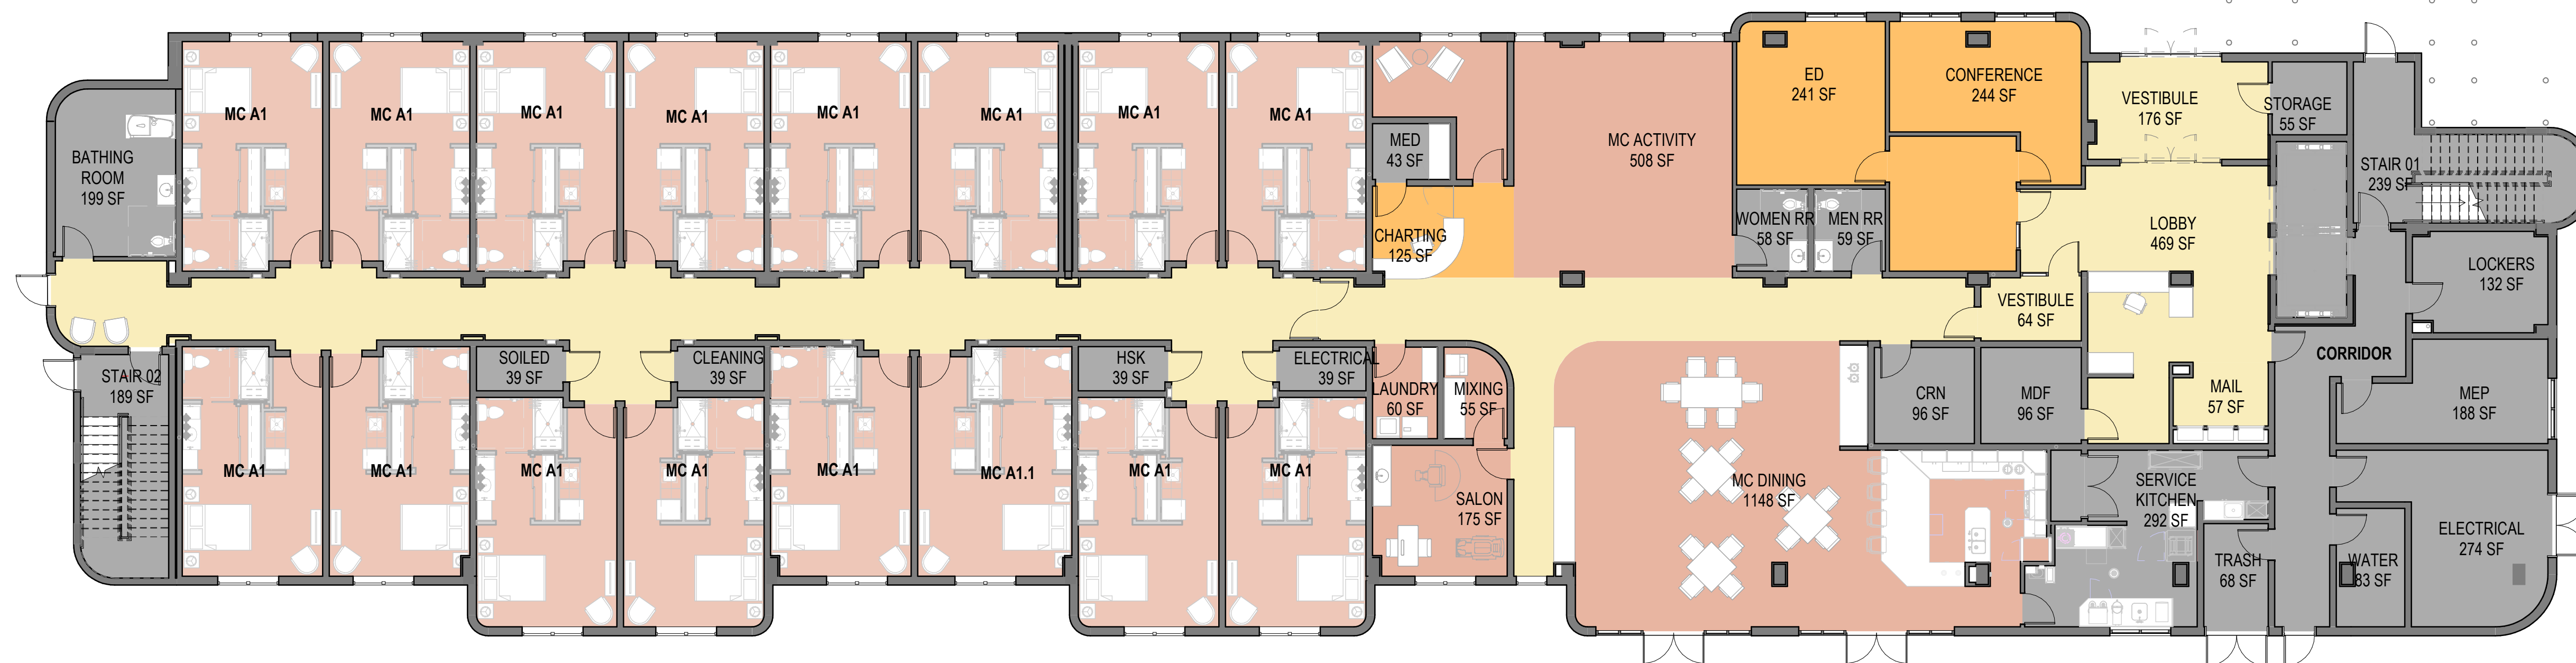 MC A1
MC A1
MC A1
MC A1
MC A1
MC A1
MC A1
MC A1
BATHING
ROOM
199 SF
MED
43 SF
CHARTING
125 SF
MC ACTIVITY
508 SF
ED
241 SF
CONFERENCE
244 SF
WOMEN RR
58 SF
MEN RR
59 SF
VESTIBULE
176 SF
STORAGE
55 SF
STAIR 01
239 SF
LOBBY
469 SF
LOCKERS
132 SF
VESTIBULE
64 SF
CORRIDOR
STAIR 02
189 SF
SOILED
39 SF
CLEANING
39 SF
HSK
39 SF
ELECTRICAL
39 SF
LAUNDRY
60 SF
MIXING
55 SF
CRN
96 SF
MDF
96 SF
MAIL
57 SF
MEP
188 SF
MC A1
MC A1
MC A1
MC A1
MC A1
MC A1.1
MC A1
MC A1
SALON
175 SF
MC DINING
1148 SF
SERVICE
KITCHEN
292 SF
TRASH
68 SF
WATER
83 SF
ELECTRICAL
274 SF